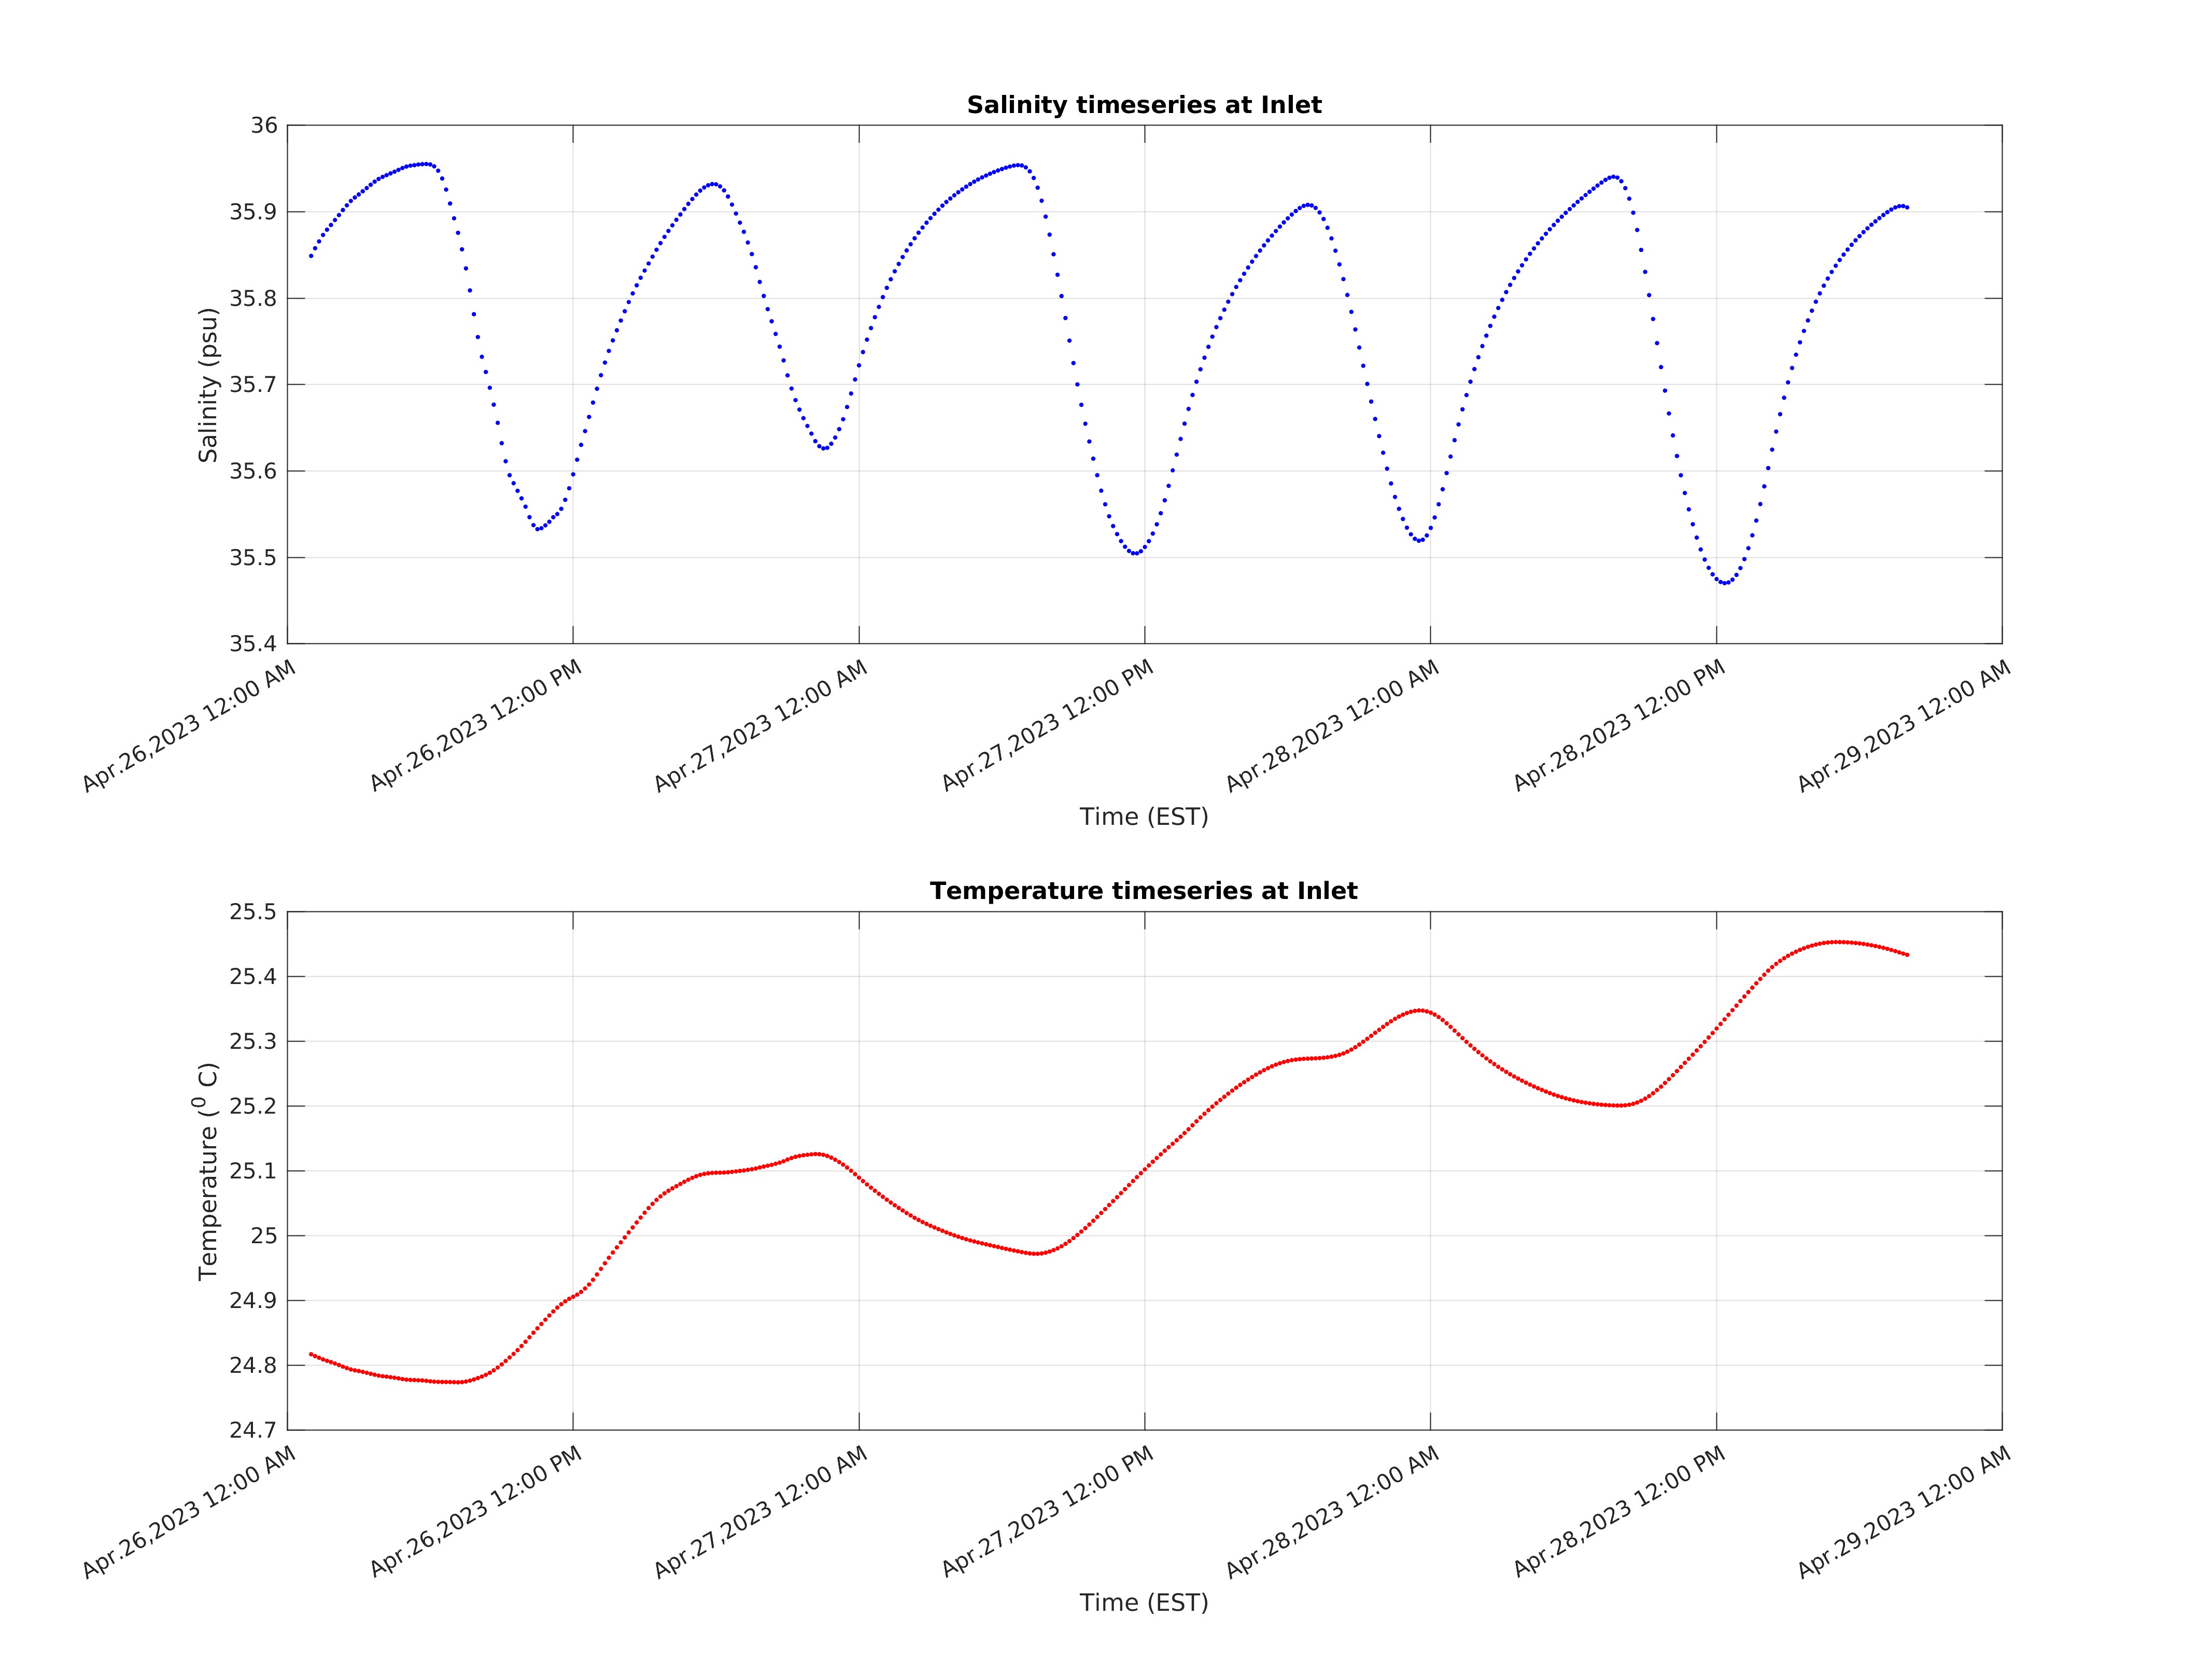 Salinity timeseries at Inlet
36
35.9
35.8
35.7
35.6
35.5
35.4
Salinity (psu)
Apr.26,2023 12:00 AM
Apr.26,2023 12:00 PM
Apr.27,2023 12:00 AM
Apr.27,2023 12:00 PM
Apr.28,2023 12:00 AM
Apr.28,2023 12:00 PM
Apr.29,2023 12:00 AM
Time (EST)
Temperature timeseries at Inlet
25.5
25.4
25.3
25.2
25.1
25
24.9
24.8
24.7
Temperature (⁰ C)
Apr.26,2023 12:00 AM
Apr.26,2023 12:00 PM
Apr.27,2023 12:00 AM
Apr.27,2023 12:00 PM
Apr.28,2023 12:00 AM
Apr.28,2023 12:00 PM
Apr.29,2023 12:00 AM
Time (EST)